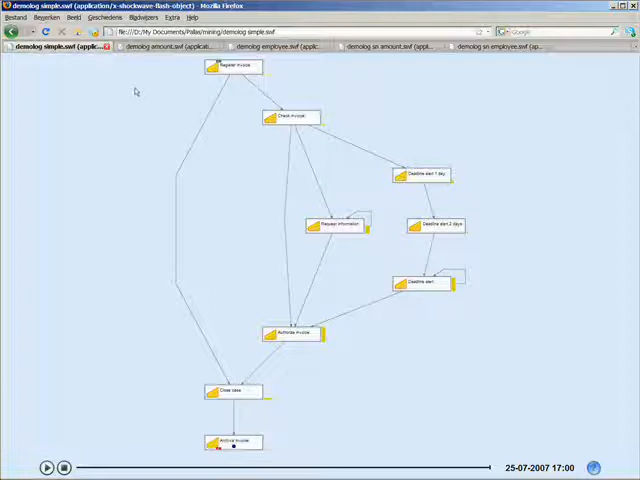 demolog simple.swf (application/x-shockwave-flash-object) - Mozilla Firefox
Bestand Bewerken Beeld Geschiedenis Bladwijzers Extra Help
file:///D:/My Documents/Pallas/mining/demolog simple.swf
Google
demolog simple.swf (applic...
demolog amount.swf (applicati...
demolog employee.swf (applic...
demolog sn amount.swf (appl...
demolog sn employee.swf (app...
Register invoice
Check invoice
Deadline alert 1 day
Request information
Deadline alert 2 days
Deadline alert
Authorize invoice
Close case
Archive invoice
25-07-2007 17:00
?